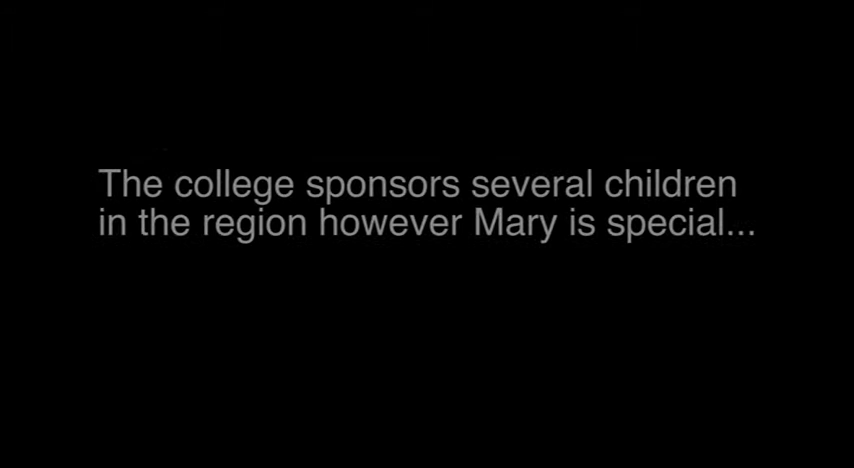 The college sponsors several children
in the region however Mary is special...